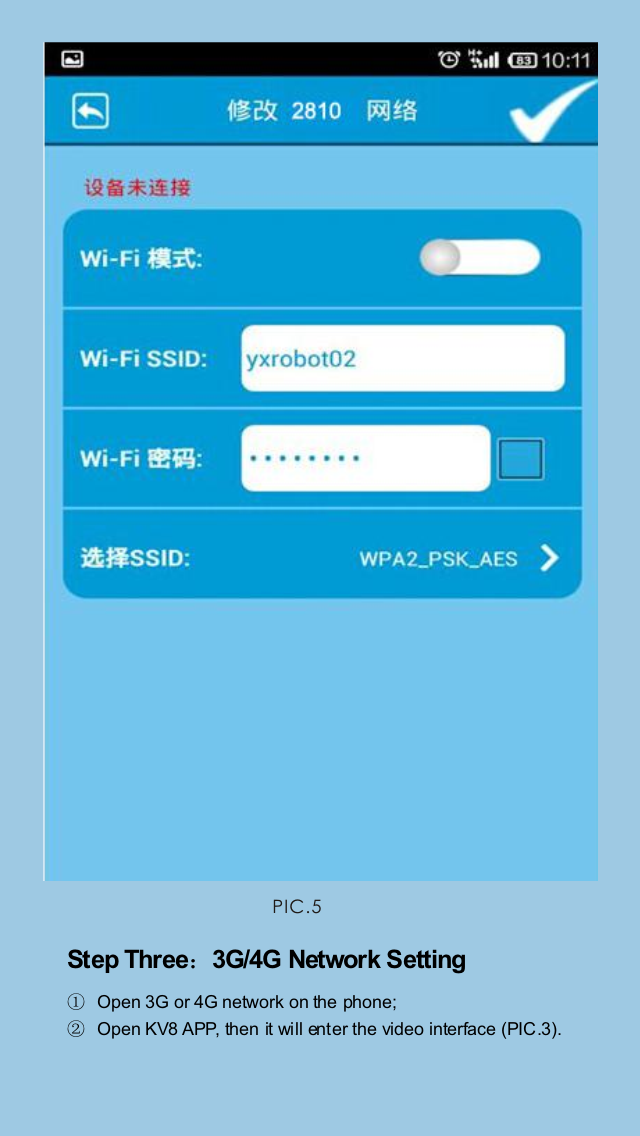 H+ 83 10:11
修改 2810 网络
设备未连接
Wi-Fi 模式:
Wi-Fi SSID: yxrobot02
Wi-Fi 密码: ••••••••
选择SSID: WPA2_PSK_AES
PIC.5
Step Three：3G/4G Network Setting
① Open 3G or 4G network on the phone;
② Open KV8 APP, then it will enter the video interface (PIC.3).